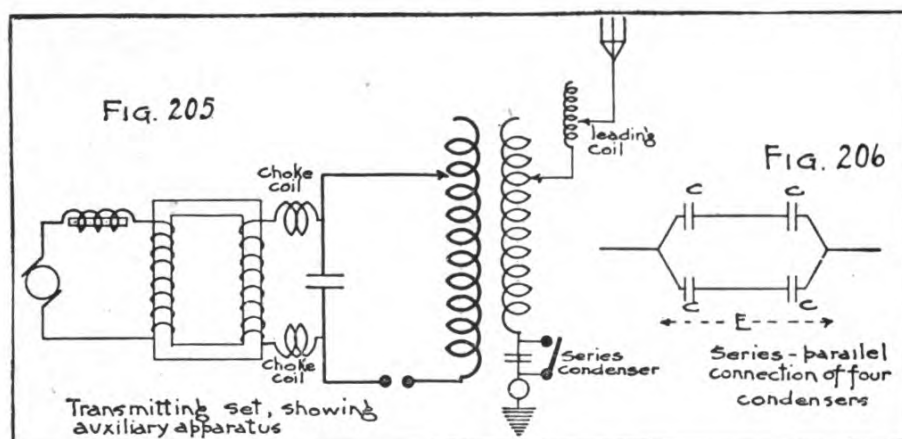 FIG. 205
choke
coil
leading
coil
FIG. 206
C C
C C
E
choke
coil
Series
condenser
Series-parallel
connection of four
condensers
Transmitting set, showing
auxiliary apparatus